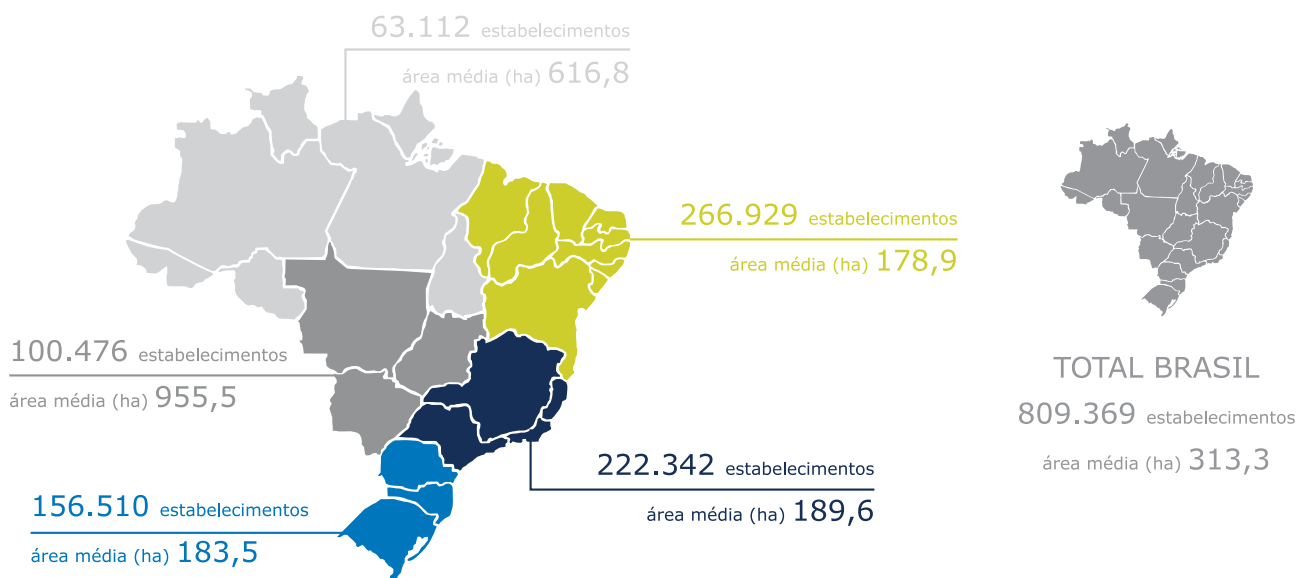 63.112 estabelecimentos
área média (ha) 616,8
266.929 estabelecimentos
área média (ha) 178,9
100.476 estabelecimentos
área média (ha) 955,5
222.342 estabelecimentos
área média (ha) 189,6
156.510 estabelecimentos
área média (ha) 183,5
TOTAL BRASIL
809.369 estabelecimentos
área média (ha) 313,3